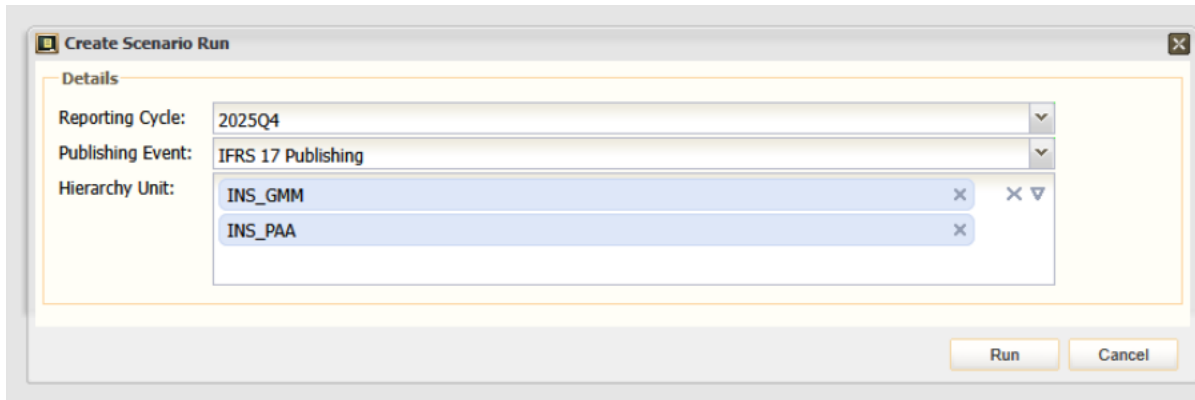 Create Scenario Run
Details
Reporting Cycle: 2025Q4
Publishing Event: IFRS 17 Publishing
Hierarchy Unit: INS_GMM
INS_PAA
Run Cancel